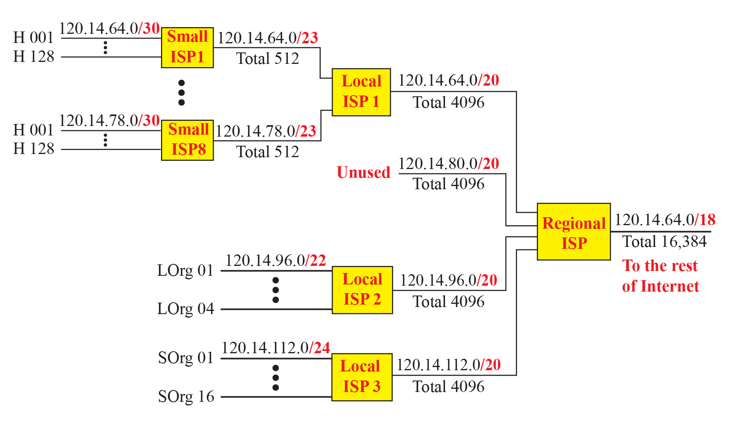 H 001
120.14.64.0/30
H 128
Small
ISP1
120.14.64.0/23
Total 512
H 001
120.14.78.0/30
H 128
Small
ISP8
120.14.78.0/23
Total 512
Local
ISP 1
120.14.64.0/20
Total 4096
Unused
120.14.80.0/20
Total 4096
LOrg 01
120.14.96.0/22
LOrg 04
Local
ISP 2
120.14.96.0/20
Total 4096
SOrg 01
120.14.112.0/24
SOrg 16
Local
ISP 3
120.14.112.0/20
Total 4096
Regional
ISP
120.14.64.0/18
Total 16,384
To the rest
of Internet